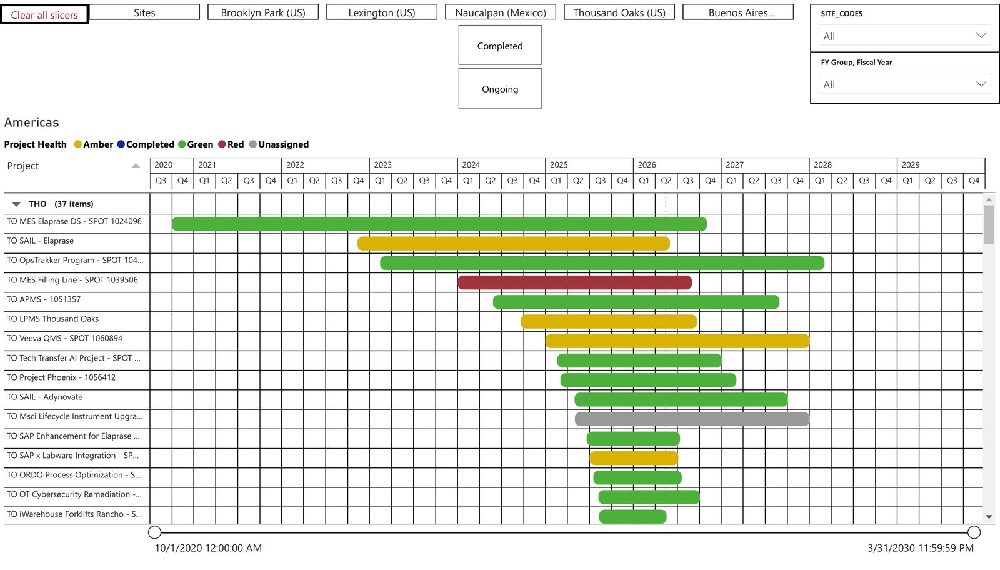 Clear all slicers
Sites
Brooklyn Park (US)
Lexington (US)
Naucalpan (Mexico)
Thousand Oaks (US)
Buenos Aires...
SITE_CODES
All
FY Group, Fiscal Year
All
Completed
Ongoing
Americas
Project Health Amber Completed Green Red Unassigned
Project
2020 2021 2022 2023 2024 2025 2026 2027 2028 2029
Q3 Q4 Q1 Q2 Q3 Q4 Q1 Q2 Q3 Q4 Q1 Q2 Q3 Q4 Q1 Q2 Q3 Q4 Q1 Q2 Q3 Q4 Q1 Q2 Q3 Q4 Q1 Q2 Q3 Q4 Q1 Q2 Q3 Q4 Q1 Q2 Q3 Q4
THO (37 items)
TO MES Elaprase DS - SPOT 1024096
TO SAIL - Elaprase
TO OpsTrakker Program - SPOT 104...
TO MES Filling Line - SPOT 1039506
TO APMS - 1051357
TO LPMS Thousand Oaks
TO Veeva QMS - SPOT 1060894
TO Tech Transfer AI Project - SPOT ...
TO Project Phoenix - 1056412
TO SAIL - Adynovate
TO Msci Lifecycle Instrument Upgra...
TO SAP Enhancement for Elaprase ...
TO SAP x Labware Integration - SP...
TO ORDO Process Optimization - S...
TO OT Cybersecurity Remediation -...
TO iWarehouse Forklifts Rancho - S...
10/1/2020 12:00:00 AM
3/31/2030 11:59:59 PM